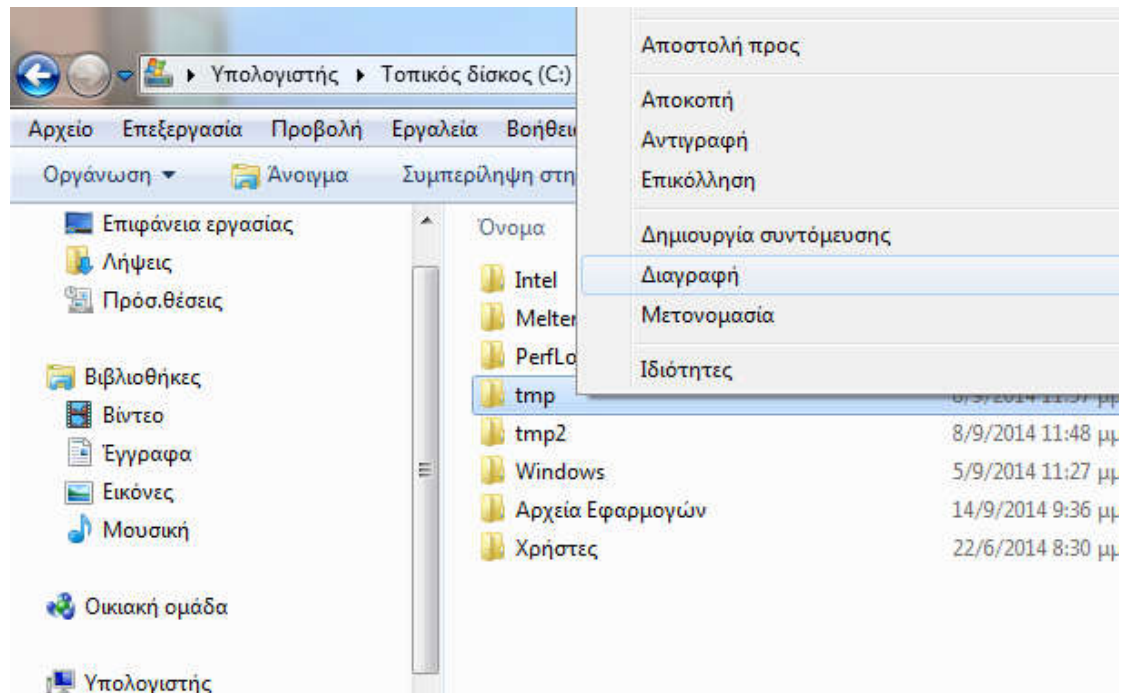 Αποστολή προς
Υπολογιστής Τοπικός δίσκος (C:)
Αποκοπή
Αρχείο Επεξεργασία Προβολή Εργαλεία
Αντιγραφή
Οργάνωση Άνοιγμα Συμπερίληψη στη
Επικόλληση
Επιφάνεια εργασίας
Λήψεις
Πρόσ.θέσεις
Βιβλιοθήκες
Βίντεο
Έγγραφα
Εικόνες
Μουσική
Οικιακή ομάδα
Υπολογιστής
Όνομα
Δημιουργία συντόμευσης
Intel
Διαγραφή
Μετονομασία
Ιδιότητες
tmp
tmp2 8/9/2014 11:48 μμ
Windows 5/9/2014 11:27 μμ
Αρχεία Εφαρμογών 14/9/2014 9:36 μμ
Χρήστες 22/6/2014 8:30 μμ